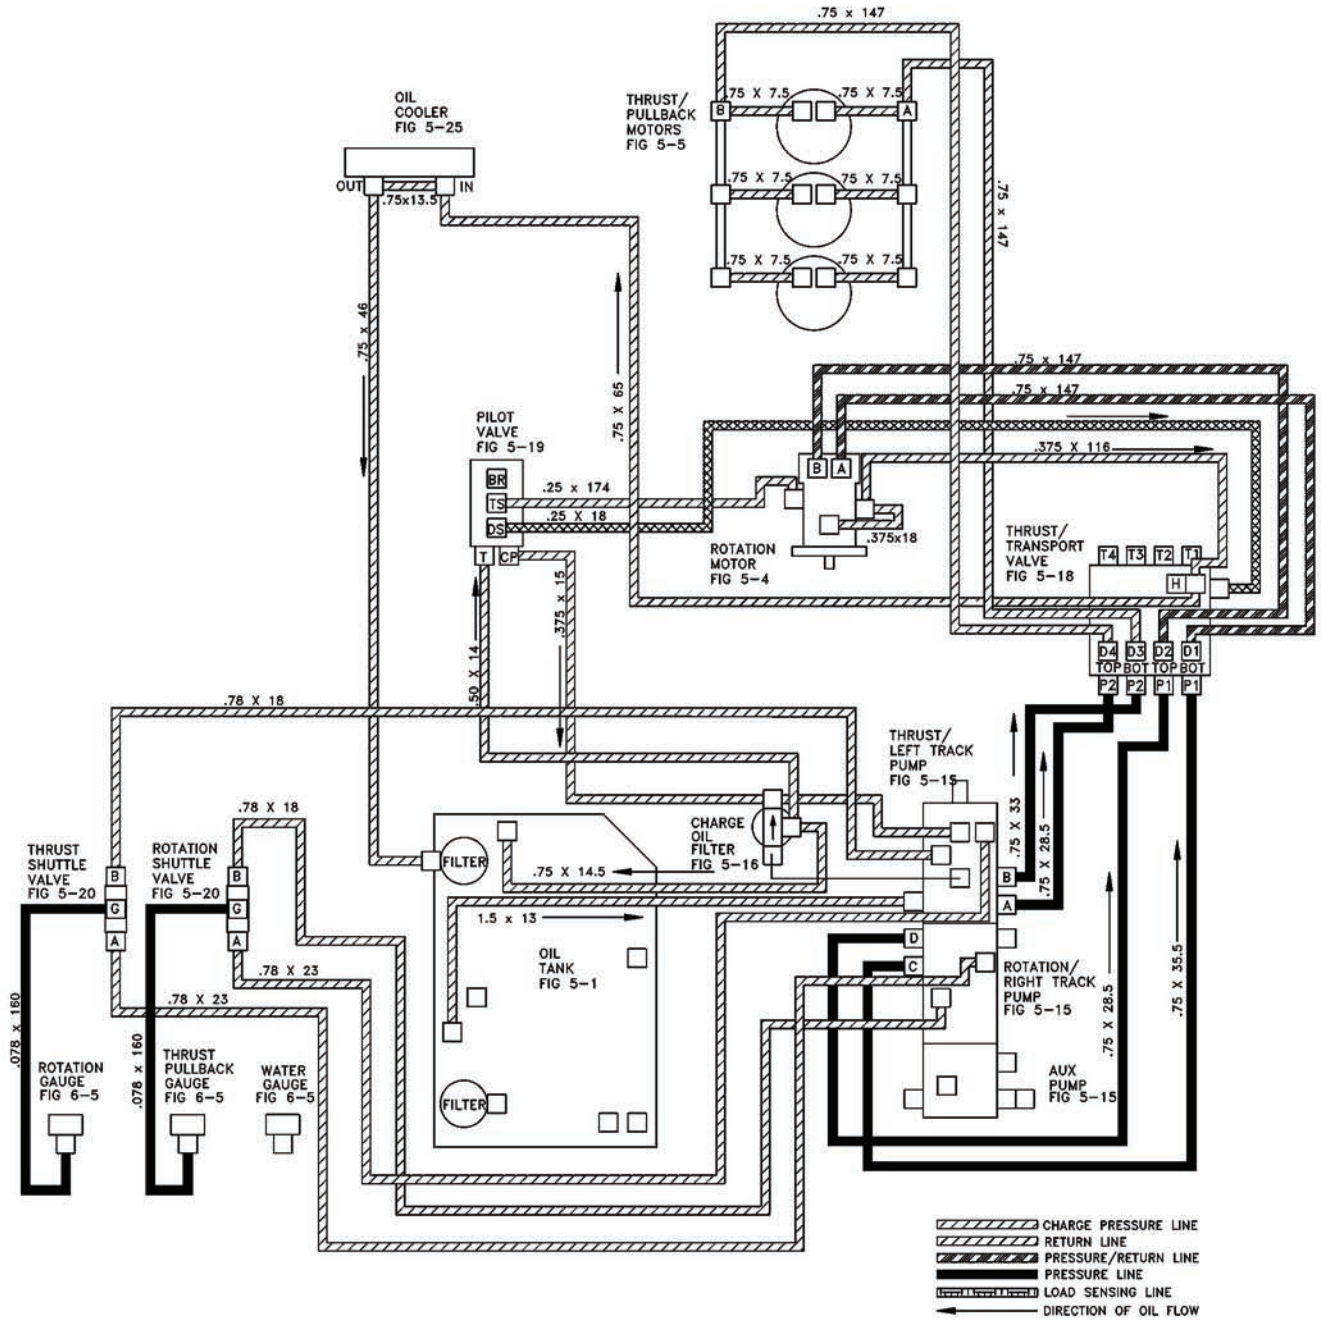 .75 x 147
OIL
COOLER
FIG 5-25
OUT
IN
.75x13.5
THRUST/
PULLBACK
MOTORS
FIG 5-5
B
.75 X 7.5
.75 X 7.5
A
.75 X 7.5
.75 X 7.5
.75 X 7.5
.75 X 7.5
.75 x 147
.75 x 46
.75 X 65
.75 x 147
.75 x 147
PILOT
VALVE
FIG 5-19
BR
TS
DS
T
CP
.25 x 174
.25 X 18
B
A
.375 X 116
.375x18
ROTATION
MOTOR
FIG 5-4
THRUST/
TRANSPORT
VALVE
FIG 5-18
T4
T3
T2
T1
H
D4
D3
D2
D1
TOP
BOT
TOP
BOT
P2
P2
P1
P1
.50 X 14
.375 x 15
.78 X 18
THRUST/
LEFT TRACK
PUMP
FIG 5-15
.75 X 33
.75 X 28.5
.78 X 18
CHARGE
OIL
FILTER
FIG 5-16
THRUST
SHUTTLE
VALVE
FIG 5-20
B
G
A
ROTATION
SHUTTLE
VALVE
FIG 5-20
B
G
A
FILTER
.75 X 14.5
1.5 x 13
B
A
D
C
OIL
TANK
FIG 5-1
ROTATION/
RIGHT TRACK
PUMP
FIG 5-15
.75 X 28.5
.75 X 35.5
.78 X 23
.78 X 23
.078 x 160
.078 x 160
ROTATION
GAUGE
FIG 6-5
THRUST
PULLBACK
GAUGE
FIG 6-5
WATER
GAUGE
FIG 6-5
FILTER
AUX
PUMP
FIG 5-15
CHARGE PRESSURE LINE
RETURN LINE
PRESSURE/RETURN LINE
PRESSURE LINE
LOAD SENSING LINE
DIRECTION OF OIL FLOW